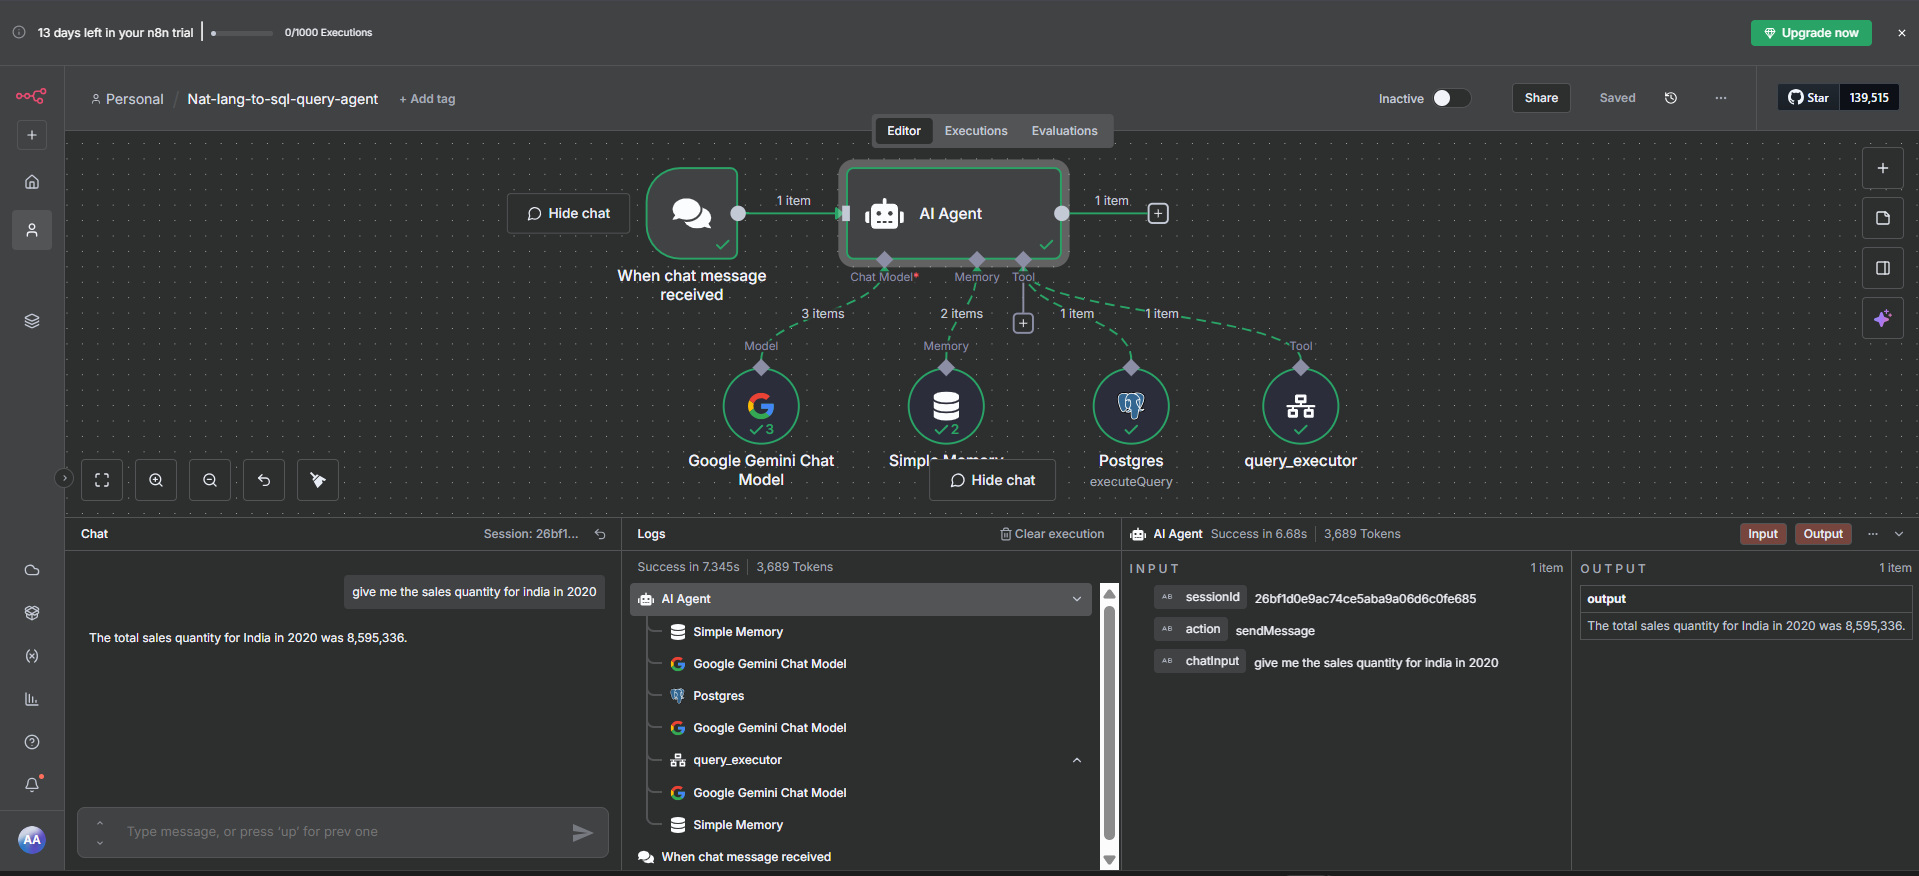 13 days left in your n8n trial
0/1000 Executions
Upgrade now
Personal / Nat-lang-to-sql-query-agent
+ Add tag
Inactive
Share
Saved
Star 139,515
Editor
Executions
Evaluations
Hide chat
1 item
AI Agent
1 item
When chat message
received
Chat Model*
Memory
Tool
3 items
2 items
1 item
1 item
Model
Memory
Tool
3
2
Google Gemini Chat
Model
Simple Memory
Postgres
executeQuery
query_executor
Hide chat
Chat
Session: 26bf1...
give me the sales quantity for india in 2020
The total sales quantity for India in 2020 was 8,595,336.
Type message, or press 'up' for prev one
AA
Logs
Clear execution
Success in 7.345s
3,689 Tokens
AI Agent
Simple Memory
Google Gemini Chat Model
Postgres
Google Gemini Chat Model
query_executor
Google Gemini Chat Model
Simple Memory
When chat message received
AI Agent Success in 6.68s
3,689 Tokens
Input
Output
INPUT
1 item
AB sessionId 26bf1d0e9ac74ce5aba9a06d6c0fe685
AB action sendMessage
AB chatInput give me the sales quantity for india in 2020
OUTPUT
1 item
output
The total sales quantity for India in 2020 was 8,595,336.